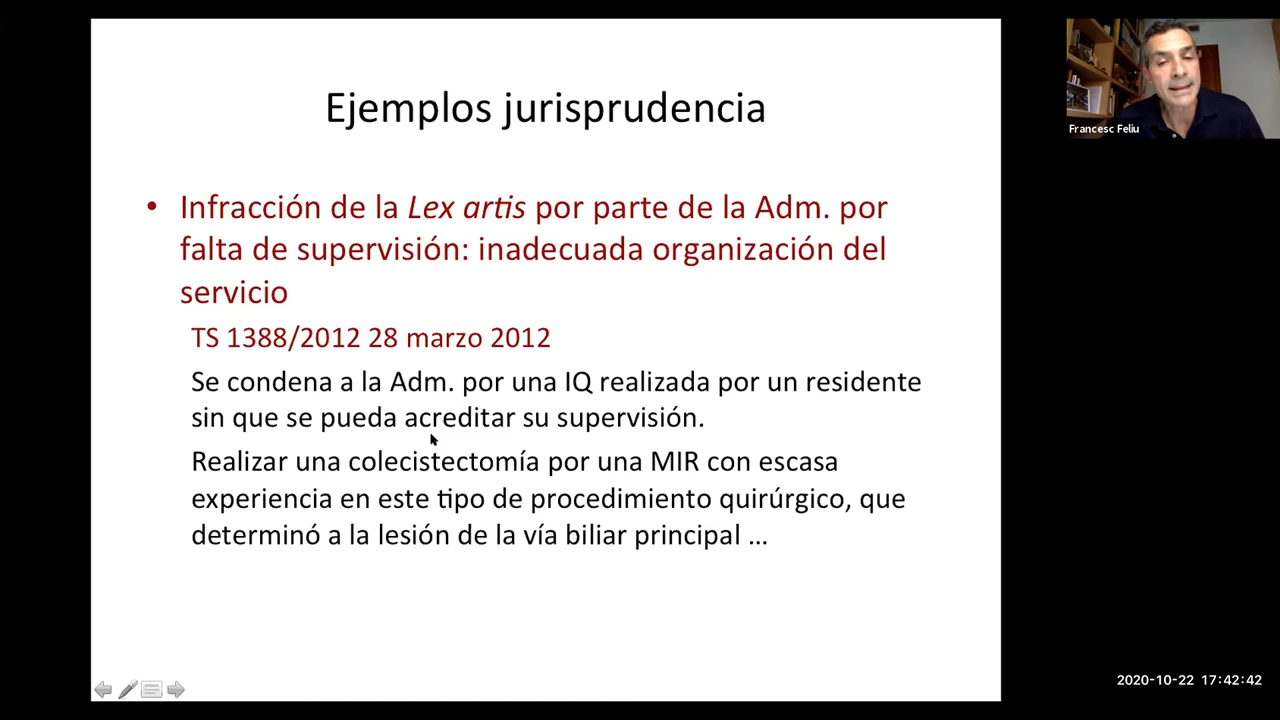 Ejemplos jurisprudencia
• Infracción de la Lex artis por parte de la Adm. por
falta de supervisión: inadecuada organización del
servicio
TS 1388/2012 28 marzo 2012
Se condena a la Adm. por una IQ realizada por un residente
sin que se pueda acreditar su supervisión.
Realizar una colecistectomía por una MIR con escasa
experiencia en este tipo de procedimiento quirúrgico, que
determinó a la lesión de la vía biliar principal ...
Francesc Feliu
2020-10-22 17:42:42